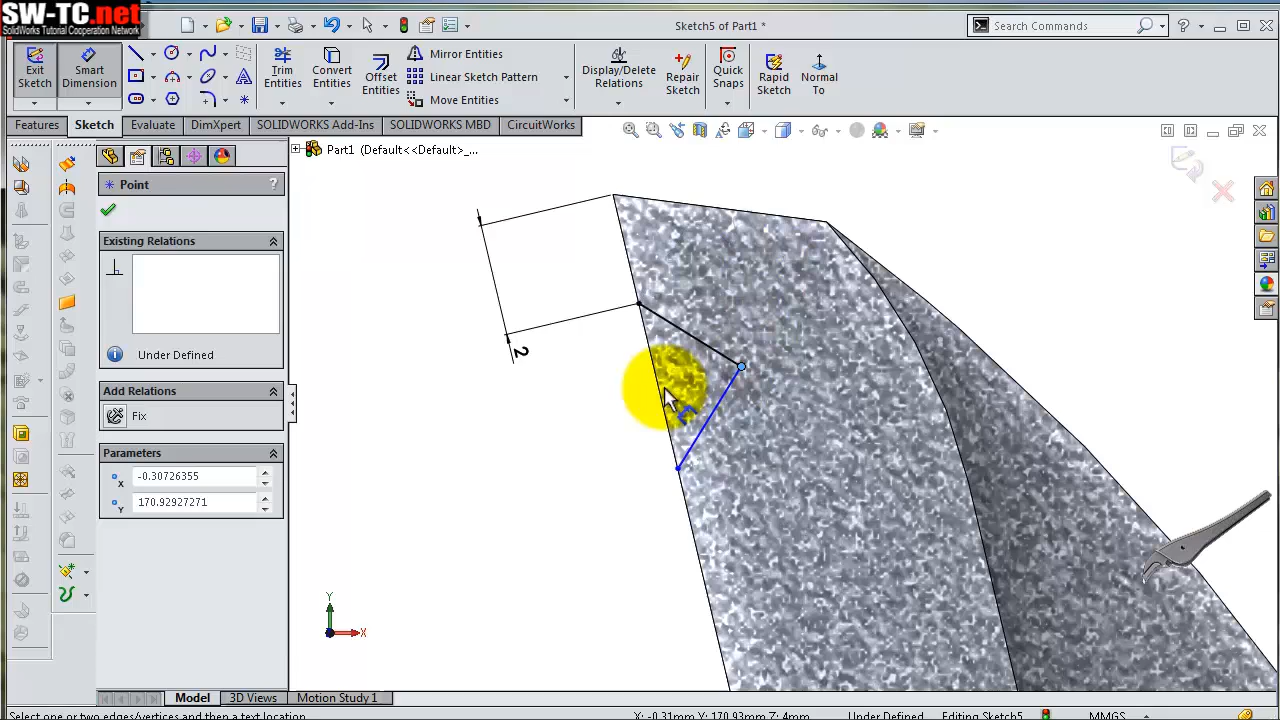 SW-TC.net
SolidWorks Tutorial Cooperation Network
Sketch5 of Part1
Search Commands
?
Exit Sketch
Smart Dimension
Trim Entities
Convert Entities
Offset Entities
Mirror Entities
Linear Sketch Pattern
Move Entities
Display/Delete Relations
Repair Sketch
Quick Snaps
Rapid Sketch
Normal To
Features
Sketch
Evaluate
DimXpert
SOLIDWORKS Add-Ins
SOLIDWORKS MBD
CircuitWorks
Part1 (Default<<Default>_...
Point
?
Existing Relations
Under Defined
Add Relations
Fix
Parameters
X
-0.30726355
Y
170.92927271
2
Y
X
Model
3D Views
Motion Study 1
Select one or two edges/vertices and then a text location
X: -0.31mm Y: 170.93mm Z: 4mm
Under Defined
Editing Sketch5
MMGS